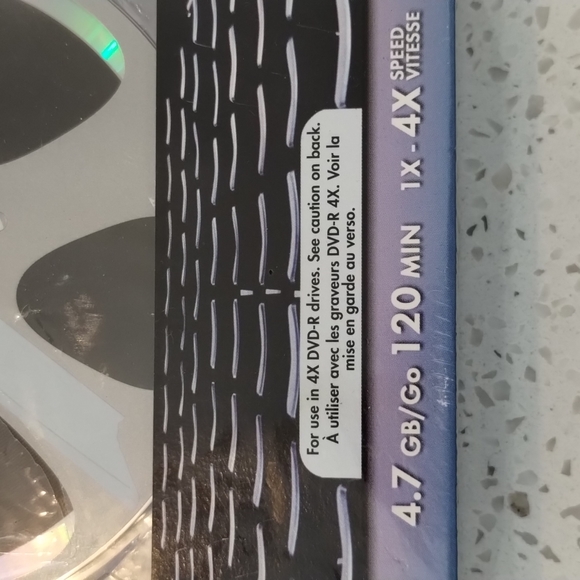 For use in 4X DVD-R drives. See caution on back.
À utiliser avec les graveurs DVD-R 4X. Voir la
mise en garde au verso.
4.7 GB/Go 120 MIN 1X - 4X SPEED
VITESSE